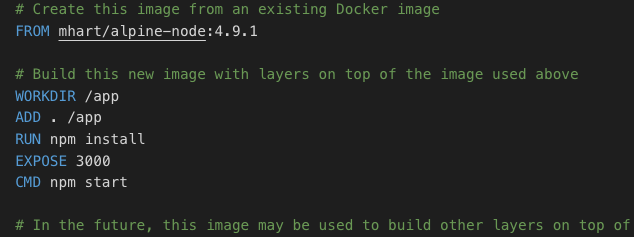 # Create this image from an existing Docker image
FROM mhart/alpine-node:4.9.1
# Build this new image with layers on top of the image used above
WORKDIR /app
ADD . /app
RUN npm install
EXPOSE 3000
CMD npm start
# In the future, this image may be used to build other layers on top of